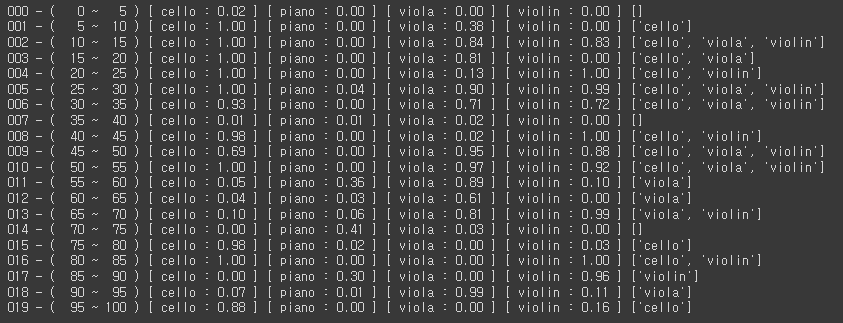 000 - (   0 ~   5 ) [ cello : 0.02 ] [ piano : 0.00 ] [ viola : 0.00 ] [ violin : 0.00 ] []
001 - (   5 ~  10 ) [ cello : 1.00 ] [ piano : 0.00 ] [ viola : 0.38 ] [ violin : 0.00 ] ['cello']
002 - (  10 ~  15 ) [ cello : 1.00 ] [ piano : 0.00 ] [ viola : 0.84 ] [ violin : 0.83 ] ['cello', 'viola', 'violin']
003 - (  15 ~  20 ) [ cello : 1.00 ] [ piano : 0.00 ] [ viola : 0.81 ] [ violin : 0.00 ] ['cello', 'viola']
004 - (  20 ~  25 ) [ cello : 1.00 ] [ piano : 0.00 ] [ viola : 0.13 ] [ violin : 1.00 ] ['cello', 'violin']
005 - (  25 ~  30 ) [ cello : 1.00 ] [ piano : 0.04 ] [ viola : 0.90 ] [ violin : 0.99 ] ['cello', 'viola', 'violin']
006 - (  30 ~  35 ) [ cello : 0.93 ] [ piano : 0.00 ] [ viola : 0.71 ] [ violin : 0.72 ] ['cello', 'viola', 'violin']
007 - (  35 ~  40 ) [ cello : 0.01 ] [ piano : 0.01 ] [ viola : 0.02 ] [ violin : 0.00 ] []
008 - (  40 ~  45 ) [ cello : 0.98 ] [ piano : 0.00 ] [ viola : 0.02 ] [ violin : 1.00 ] ['cello', 'violin']
009 - (  45 ~  50 ) [ cello : 0.69 ] [ piano : 0.00 ] [ viola : 0.95 ] [ violin : 0.88 ] ['cello', 'viola', 'violin']
010 - (  50 ~  55 ) [ cello : 1.00 ] [ piano : 0.00 ] [ viola : 0.97 ] [ violin : 0.92 ] ['cello', 'viola', 'violin']
011 - (  55 ~  60 ) [ cello : 0.05 ] [ piano : 0.36 ] [ viola : 0.89 ] [ violin : 0.10 ] ['viola']
012 - (  60 ~  65 ) [ cello : 0.04 ] [ piano : 0.03 ] [ viola : 0.61 ] [ violin : 0.00 ] ['viola']
013 - (  65 ~  70 ) [ cello : 0.10 ] [ piano : 0.06 ] [ viola : 0.81 ] [ violin : 0.99 ] ['viola', 'violin']
014 - (  70 ~  75 ) [ cello : 0.00 ] [ piano : 0.41 ] [ viola : 0.03 ] [ violin : 0.00 ] []
015 - (  75 ~  80 ) [ cello : 0.98 ] [ piano : 0.02 ] [ viola : 0.00 ] [ violin : 0.03 ] ['cello']
016 - (  80 ~  85 ) [ cello : 1.00 ] [ piano : 0.00 ] [ viola : 0.00 ] [ violin : 1.00 ] ['cello', 'violin']
017 - (  85 ~  90 ) [ cello : 0.00 ] [ piano : 0.30 ] [ viola : 0.00 ] [ violin : 0.96 ] ['violin']
018 - (  90 ~  95 ) [ cello : 0.07 ] [ piano : 0.01 ] [ viola : 0.99 ] [ violin : 0.11 ] ['viola']
019 - (  95 ~ 100 ) [ cello : 0.88 ] [ piano : 0.00 ] [ viola : 0.00 ] [ violin : 0.16 ] ['cello']